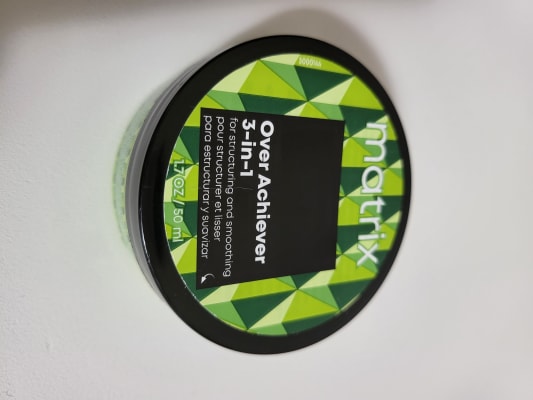 matrix
Over Achiever
3-in-1
for structuring and smoothing
pour structurer et lisser
para estructurar y suavizar
1.7 OZ / 50 ml